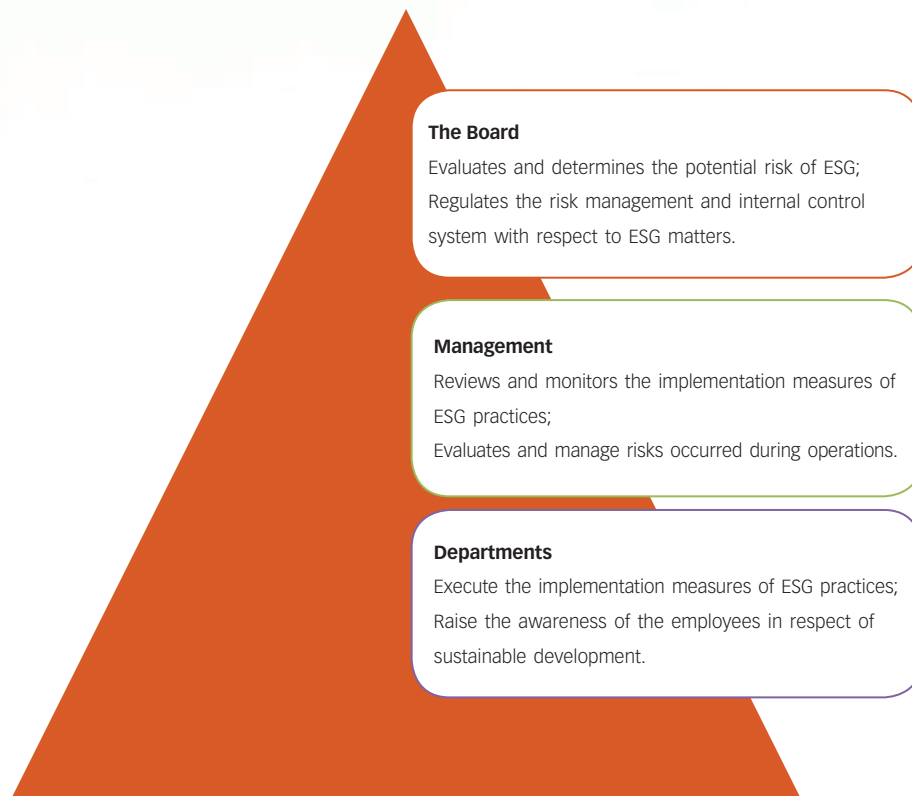 The Board
Evaluates and determines the potential risk of ESG;
Regulates the risk management and internal control
system with respect to ESG matters.
Management
Reviews and monitors the implementation measures of
ESG practices;
Evaluates and manage risks occurred during operations.
Departments
Execute the implementation measures of ESG practices;
Raise the awareness of the employees in respect of
sustainable development.